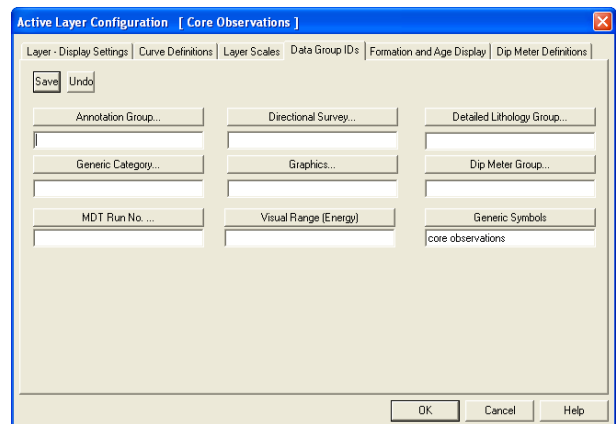 Active Layer Configuration [ Core Observations ]
Layer - Display Settings Curve Definitions Layer Scales Data Group IDs Formation and Age Display Dip Meter Definitions
Save Undo
Annotation Group... Directional Survey... Detailed Lithology Group...
Generic Category... Graphics... Dip Meter Group...
MDT Run No. ... Visual Range (Energy) Generic Symbols
core observations
OK Cancel Help